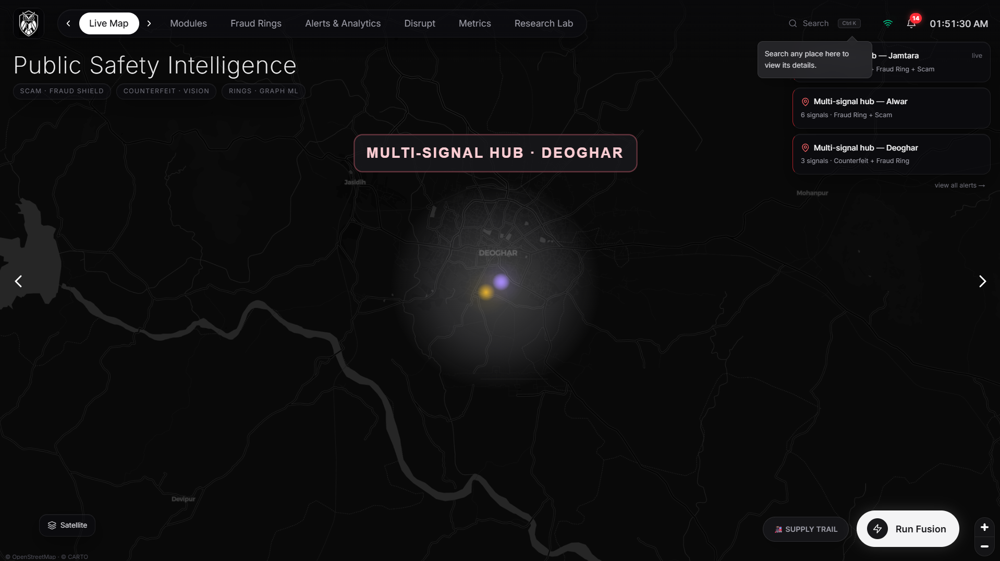 Live Map
Modules
Fraud Rings
Alerts & Analytics
Disrupt
Metrics
Research Lab
Search
Ctrl K
14
01:51:30 AM
Public Safety Intelligence
SCAM · FRAUD SHIELD
COUNTERFEIT · VISION
RINGS · GRAPH ML
Search any place here to
view its details.
b — Jamtara
live
+ Fraud Ring + Scam
Multi-signal hub — Alwar
6 signals · Fraud Ring + Scam
Multi-signal hub — Deoghar
3 signals · Counterfeit + Fraud Ring
view all alerts →
MULTI-SIGNAL HUB · DEOGHAR
Jasidih
Mohanpur
DEOGHAR
Devipur
Satellite
SUPPLY TRAIL
Run Fusion
© OpenStreetMap · © CARTO